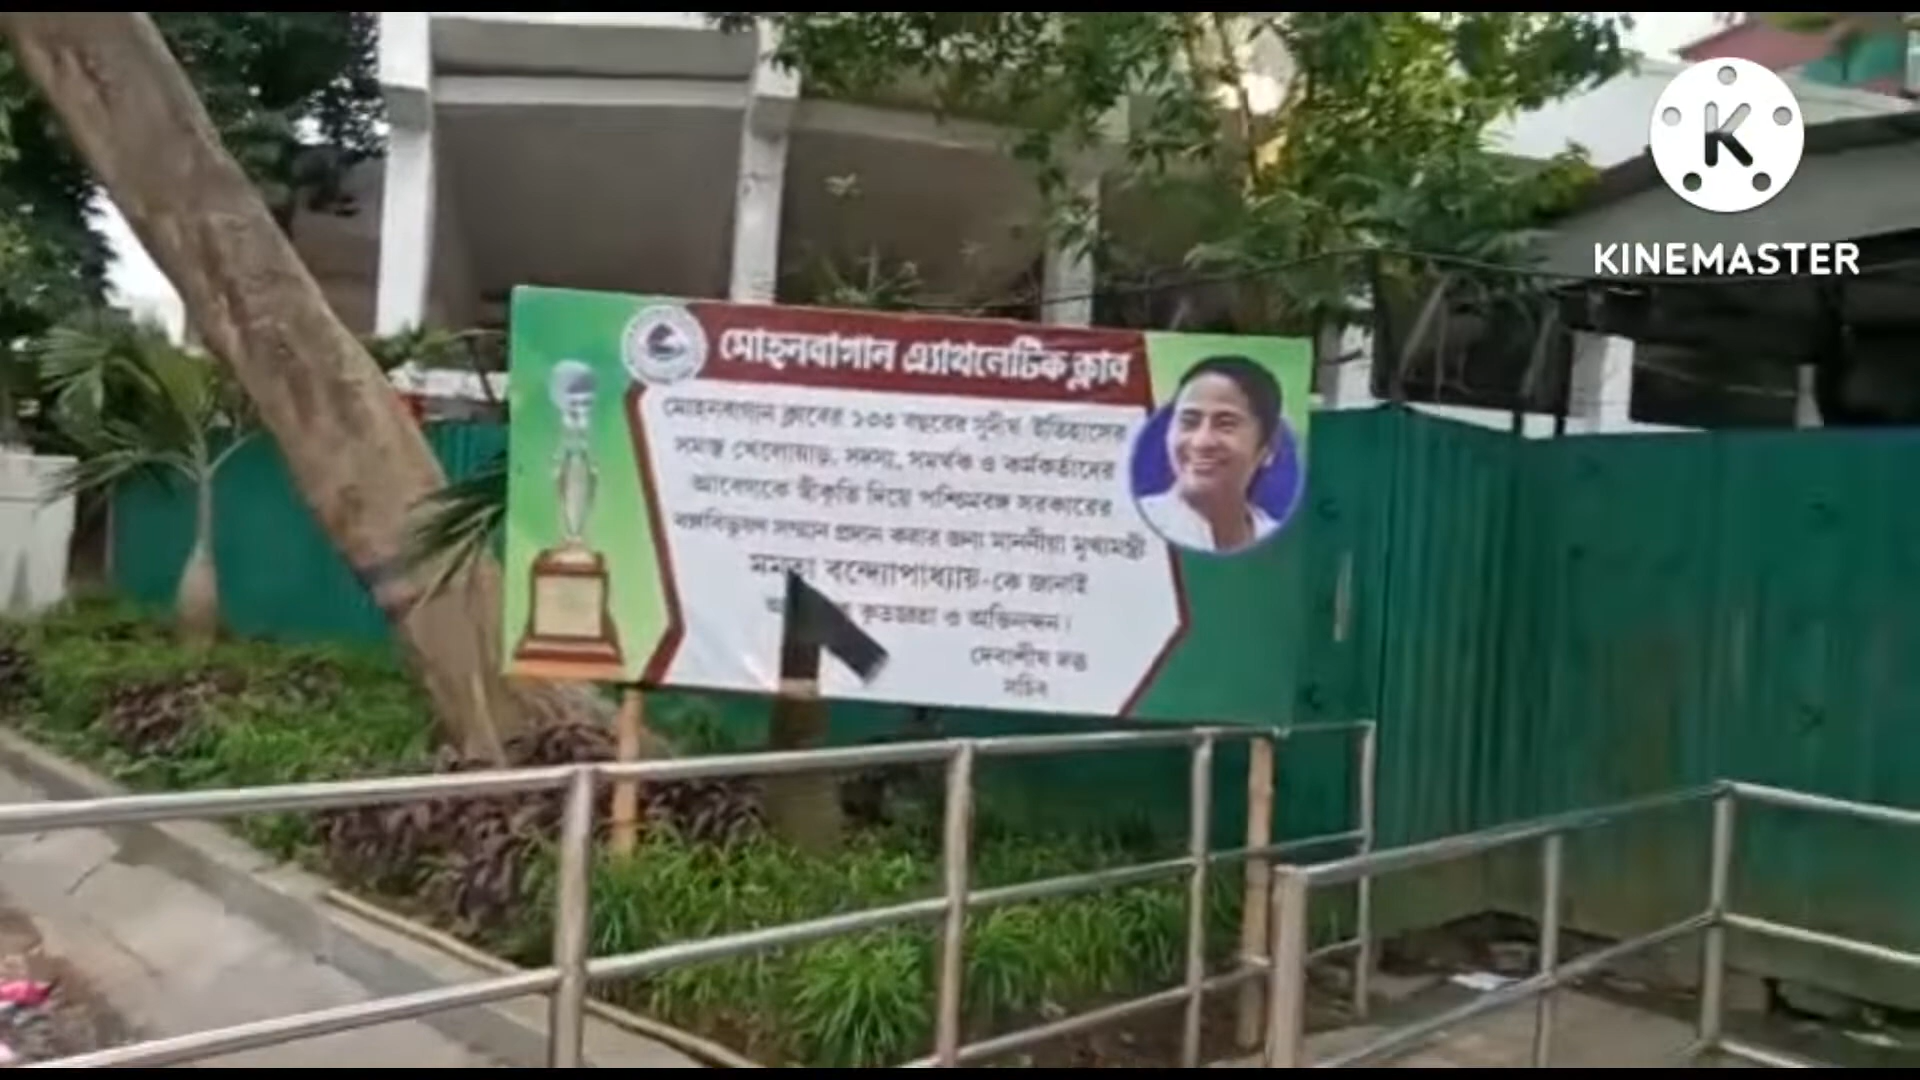 মোহনবাগান এ্যাথলেটিক ক্লাব
মোহনবাগান ক্লাবের ১৩৩ বছরের সুদীর্ঘ ইতিহাসের
সমস্ত খেলোয়াড়, সদস্য, সমর্থক ও কর্মকর্তাদের
আবেগকে স্বীকৃতি দিয়ে পশ্চিমবঙ্গ সরকারের
বঙ্গবিভূষণ সম্মান প্রদান করার জন্য মাননীয়া মুখ্যমন্ত্রী
মমতা বন্দ্যোপাধ্যায়-কে জানাই
কৃতজ্ঞতা ও অভিনন্দন।
দেবাশীষ দত্ত
সচিব
K
KINEMASTER